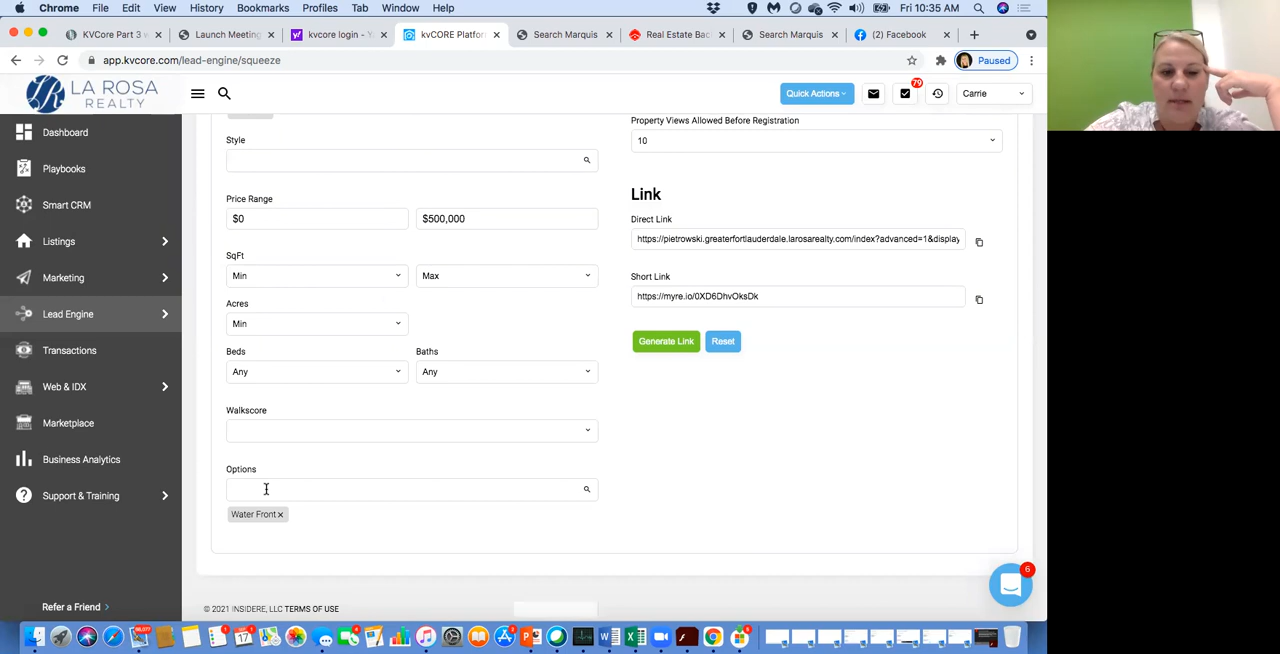 Chrome File Edit View History Bookmarks Profiles Tab Window Help Fri 10:35 AM
KVCore Part 3 w Launch Meeting kvcore login - Y kvCORE Platform Search Marquis Real Estate Bac Search Marquis (2) Facebook
app.kvcore.com/lead-engine/squeeze Paused
LA ROSA
REALTY
Quick Actions 79 Carrie
Dashboard
Playbooks
Smart CRM
Listings
Marketing
Lead Engine
Transactions
Web & IDX
Marketplace
Business Analytics
Support & Training
Refer a Friend
Style
Price Range
$0 $500,000
SqFt
Min Max
Acres
Min
Beds Baths
Any Any
Walkscore
Options
Water Front
Property Views Allowed Before Registration
10
Link
Direct Link
https://pietrowski.greaterfortlauderdale.larosarealty.com/index?advanced=1&display
Short Link
https://myre.io/0XD6DhvOksDk
Generate Link Reset
6
© 2021 INSIDERE, LLC TERMS OF USE